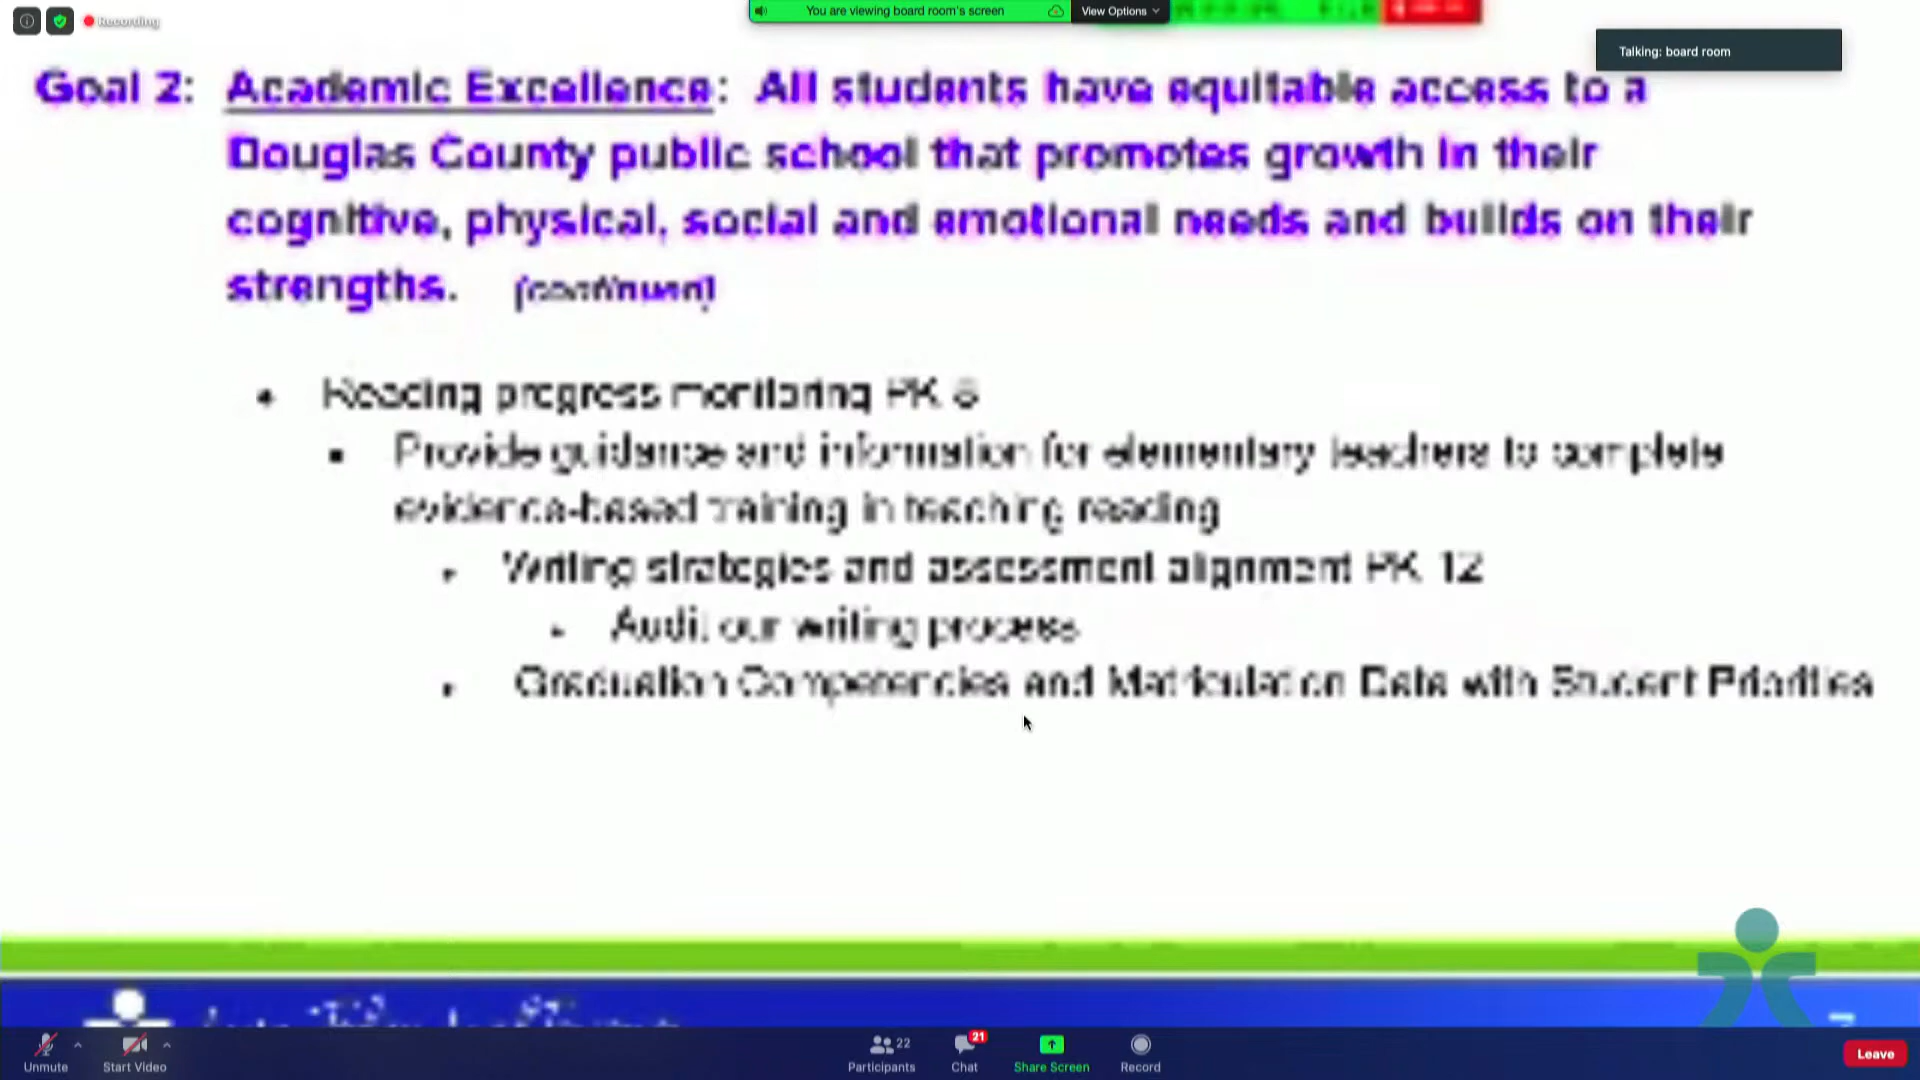 Recording
You are viewing board room's screen
View Options
Talking: board room
Goal 2: Academic Excellence: All students have equitable access to a
Douglas County public school that promotes growth in their
cognitive, physical, social and emotional needs and builds on their
strengths. (continued)
• Reading progress monitoring PK
▪ Provide guidance and information for elementary teachers to complete
evidence-based training in teaching reading
• Writing strategies and assessment alignment PK 12
• Audit our writing process
• Graduation Competencies and Matriculation Data with Student Priorities
Unmute
Start Video
Participants 22
Chat 21
Share Screen
Record
Leave